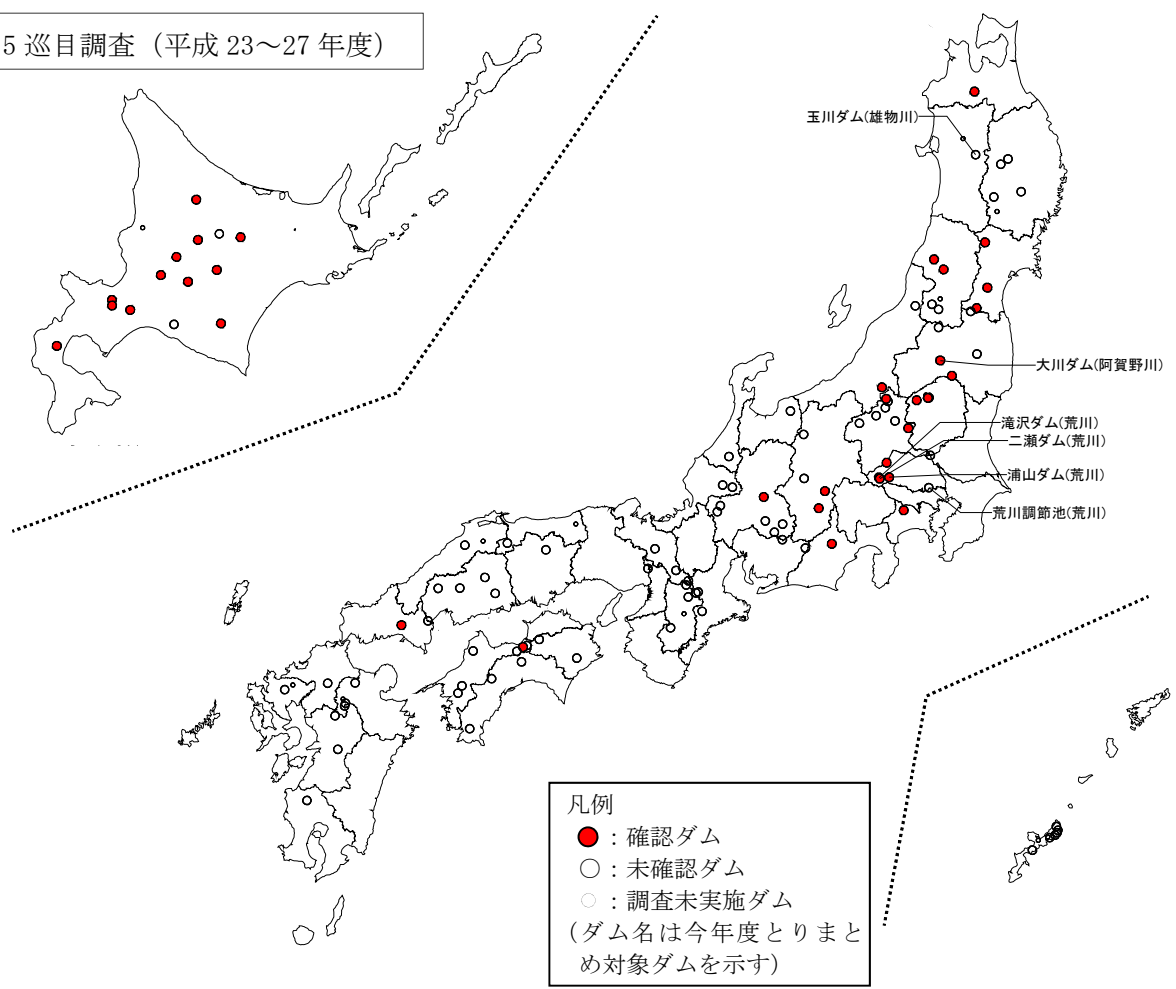 5 巡目調査（平成 23～27 年度）
玉川ダム(雄物川)
大川ダム(阿賀野川)
滝沢ダム(荒川)
二瀬ダム(荒川)
浦山ダム(荒川)
荒川調節池(荒川)
凡例
：確認ダム
：未確認ダム
：調査未実施ダム
（ダム名は今年度とりまと
め対象ダムを示す）